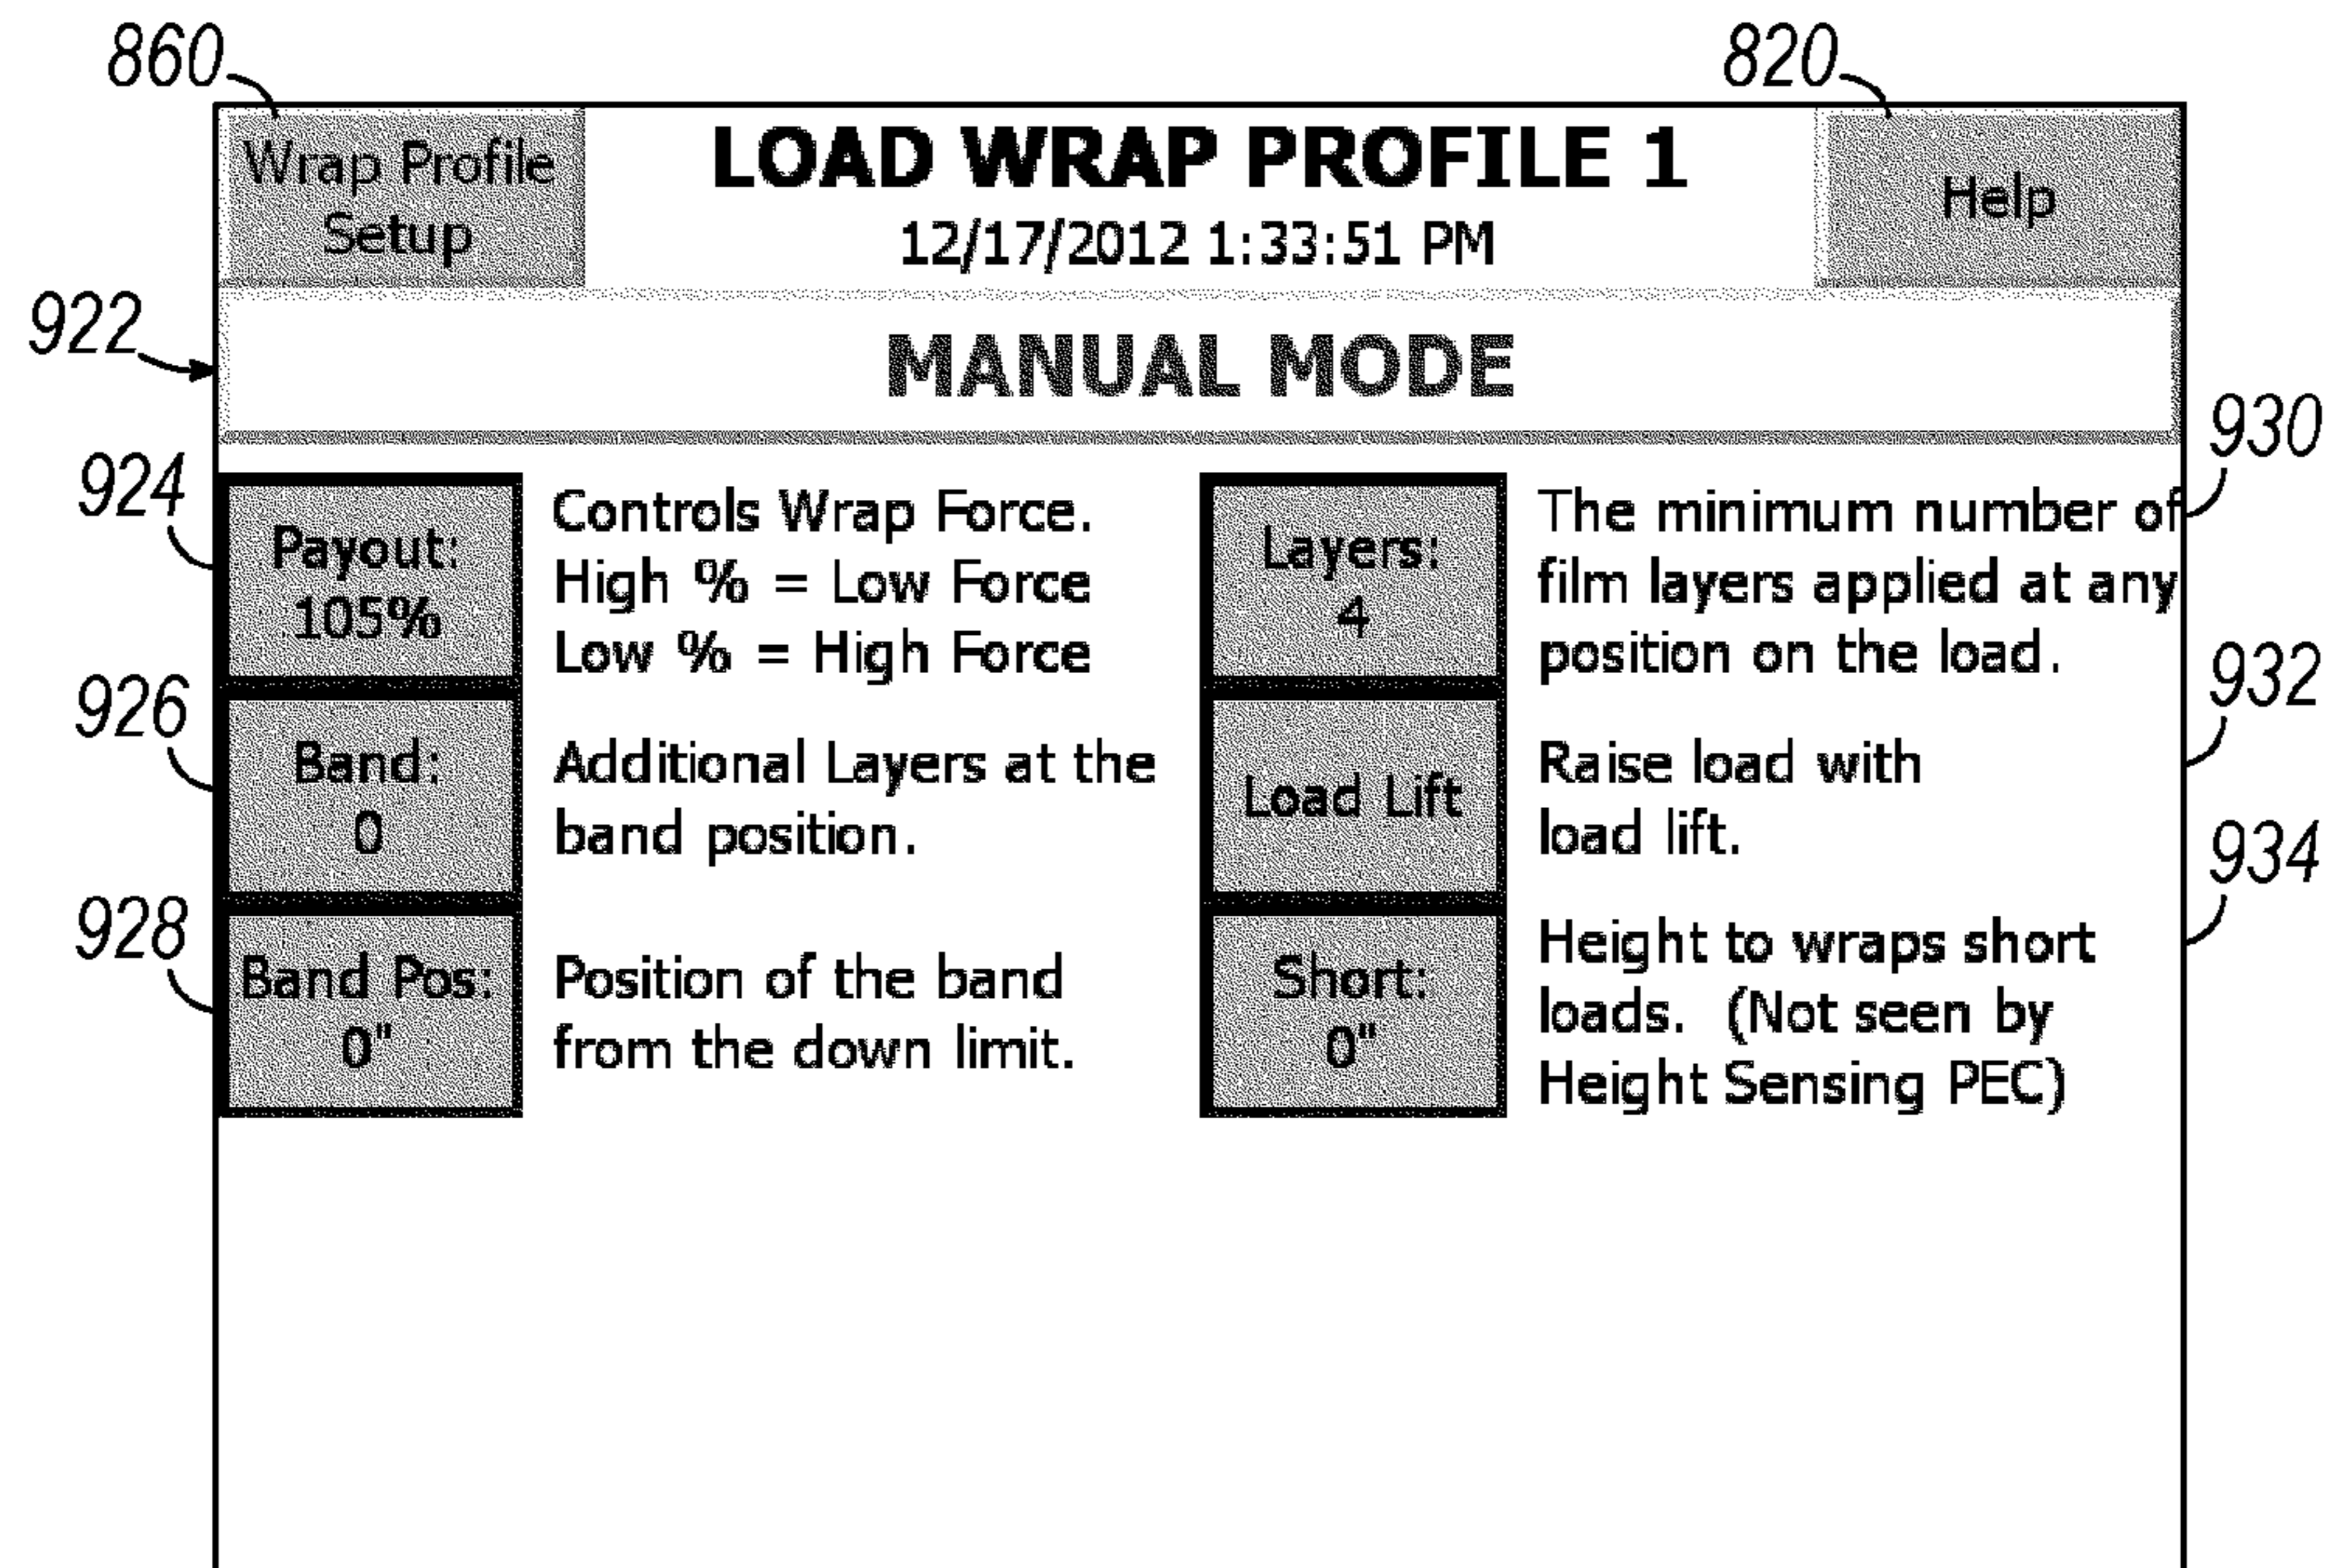 860
820
Wrap Profile
Setup
LOAD WRAP PROFILE 1
12/17/2012 1:33:51 PM
Help
922
MANUAL MODE
924
Payout:
105%
Controls Wrap Force.
High % = Low Force
Low % = High Force
926
Band:
0
Additional Layers at the
band position.
928
Band Pos:
0"
Position of the band
from the down limit.
930
Layers:
4
The minimum number of
film layers applied at any
position on the load.
932
Load Lift
Raise load with
load lift.
934
Short:
0"
Height to wraps short
loads. (Not seen by
Height Sensing PEC)